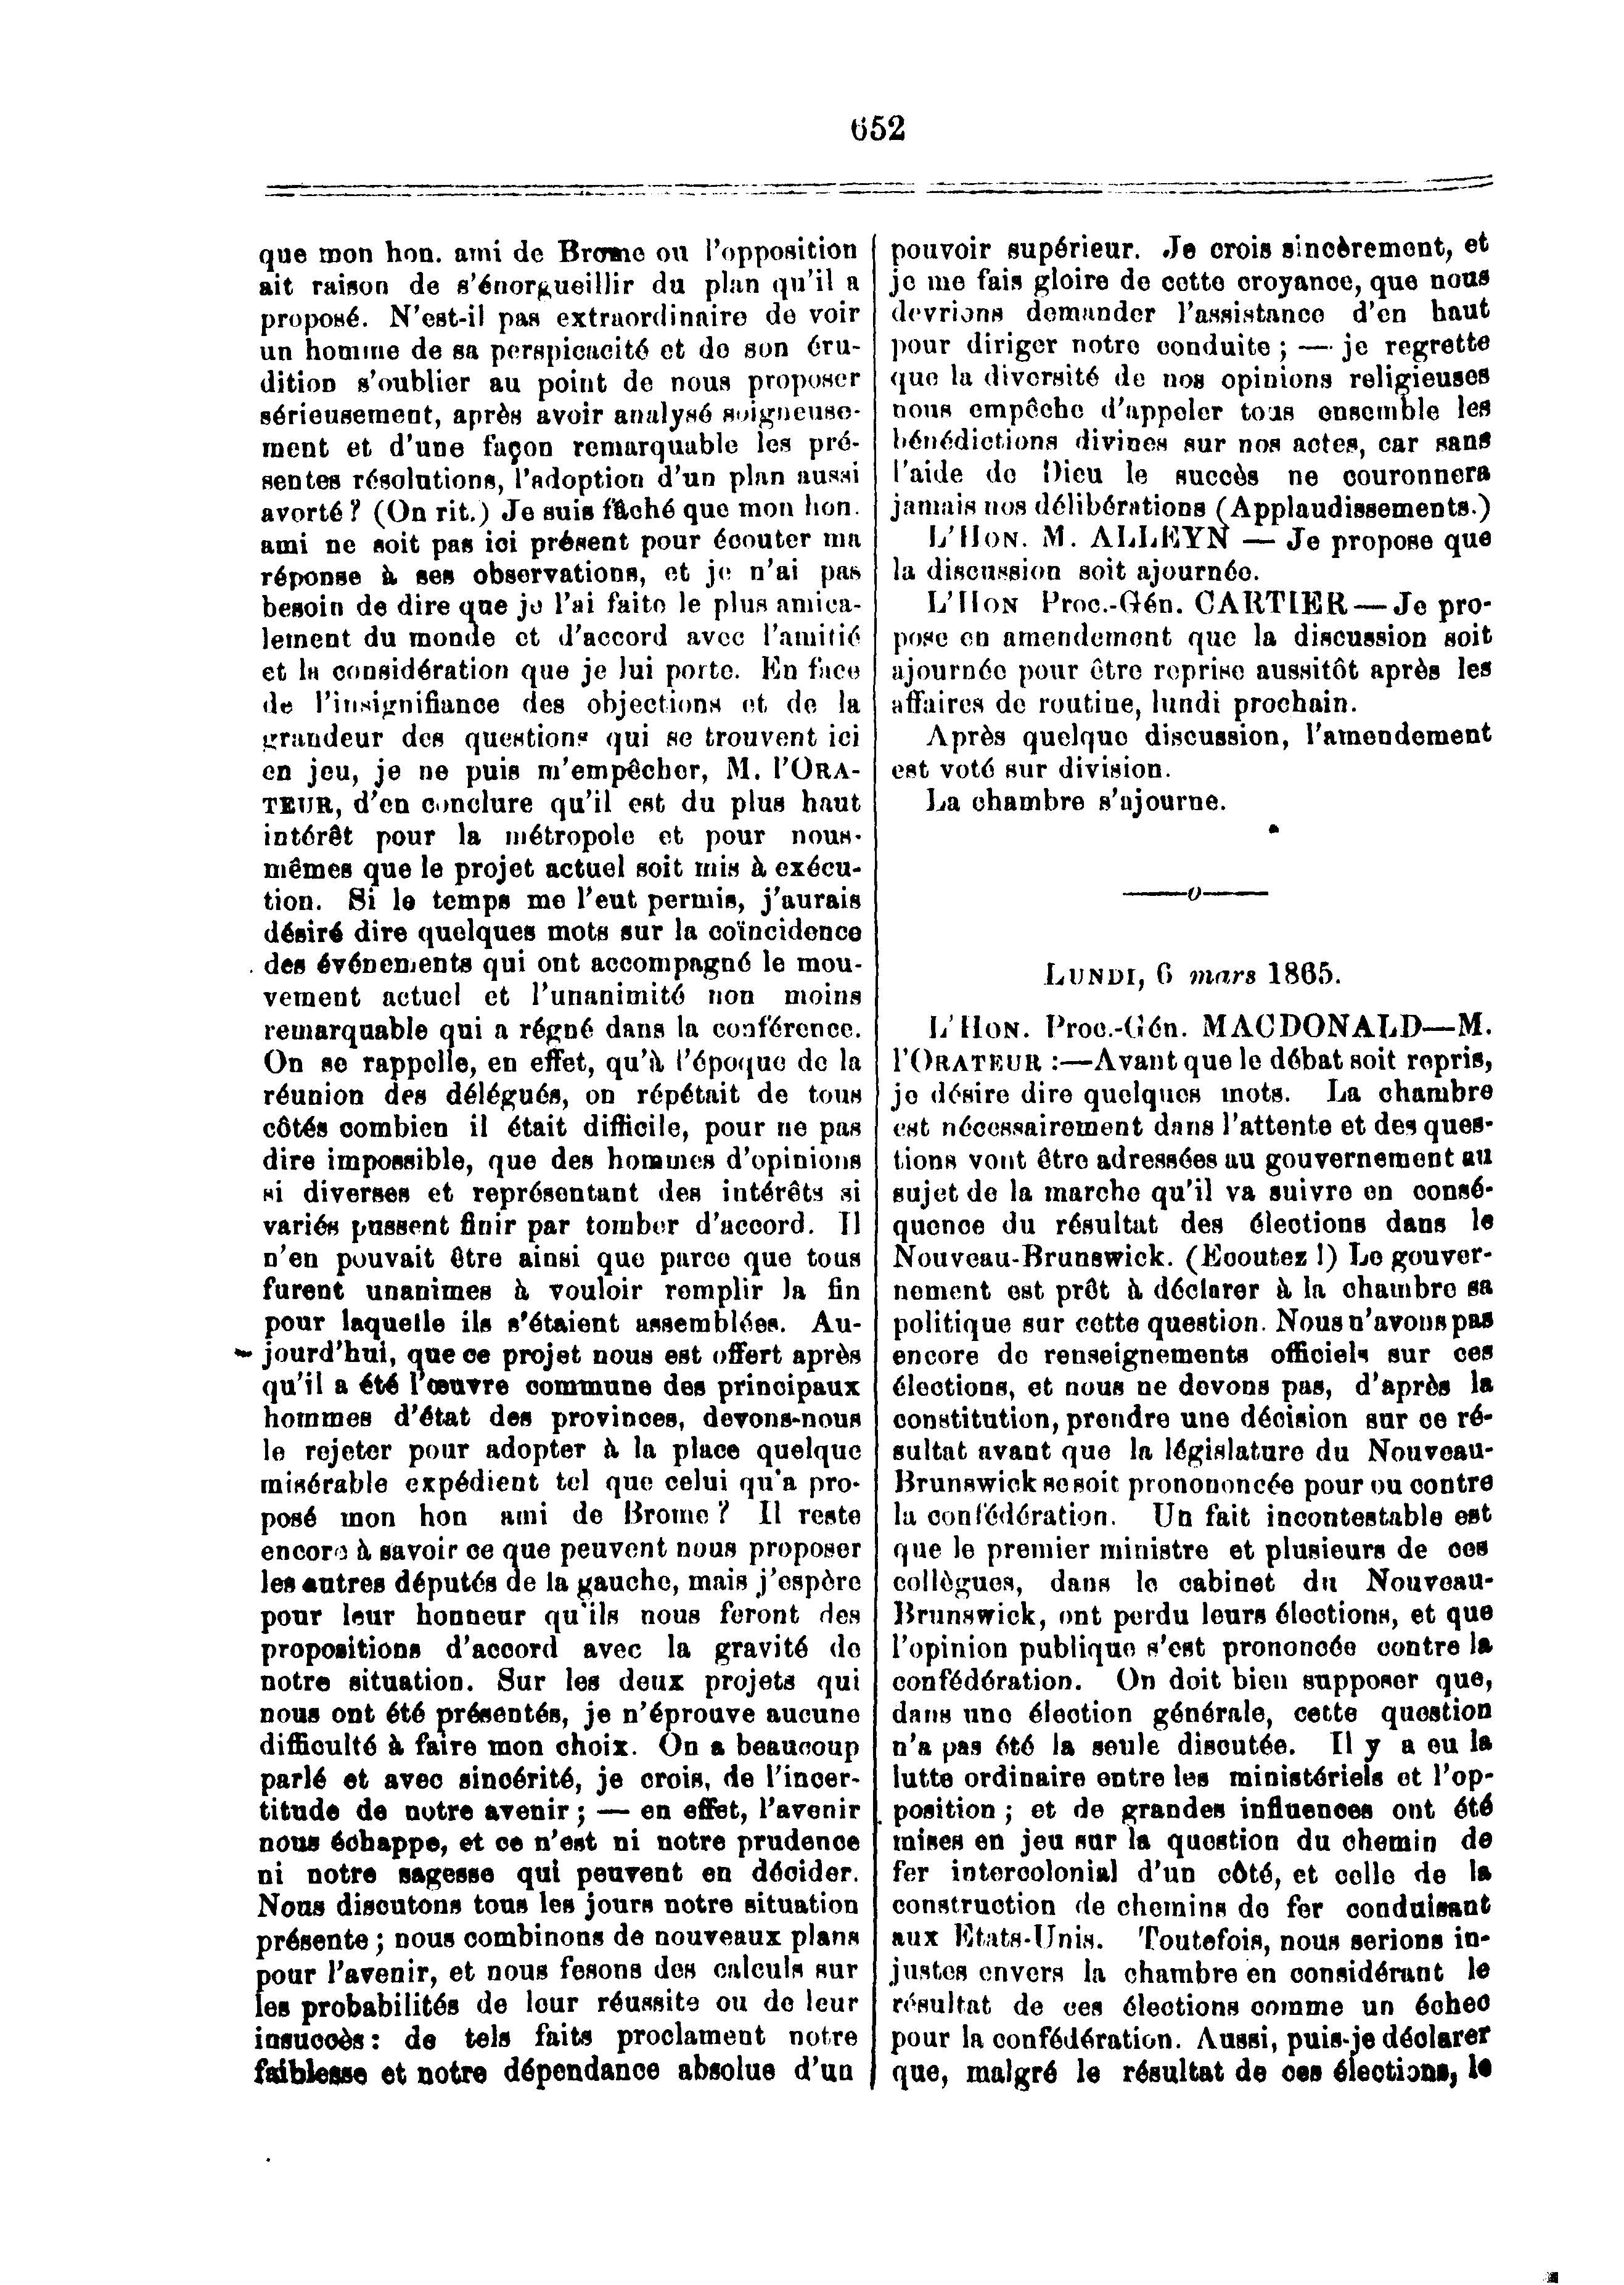 652
que mon hon. ami de Brome ou l'opposition
ait raison de s'énorgueillir du plan qu'il a
proposé. N'est-il pas extraordinaire de voir
un homme de sa perspicacité et de son éru-
dition s'oublier au point de nous proposer
sérieusement, après avoir analysé soigneuse-
ment et d'une façon remarquable les pré-
sentes résolutions, l'adoption d'un plan aussi
avorté ? (On rit.) Je suis fâché que mon hon.
ami ne soit pas ici présent pour écouter ma
réponse à ses observations, et je n'ai pas
besoin de dire que je l'ai faite le plus amica-
lement du monde et d'accord avec l'amitié
et la considération que je lui porte. En face
de l'insignifiance des objections et de la
grandeur des questions qui se trouvent ici
en jeu, je ne puis m'empêcher, M. l'ORA-
TEUR, d'en conclure qu'il est du plus haut
intérêt pour la métropole et pour nous-
mêmes que le projet actuel soit mis à exécu-
tion. Si le temps me l'eut permis, j'aurais
désiré dire quelques mots sur la coïncidence
des événements qui ont accompagné le mou-
vement actuel et l'unanimité non moins
remarquable qui a régné dans la conférence.
On se rappelle, en effet, qu'à l'époque de la
réunion des délégués, on répétait de tous
côtés combien il était difficile, pour ne pas
dire impossible, que des hommes d'opinions
si diverses et représentant des intérêts si
variés pussent finir par tomber d'accord. Il
n'en pouvait être ainsi que parce que tous
furent unanimes à vouloir remplir la fin
pour laquelle ils s'étaient assemblées. Au-
jourd'hui, que ce projet nous est offert après
qu'il a été l'œuvre commune des principaux
hommes d'état des provinces, devons-nous
le rejeter pour adopter à la place quelque
misérable expédient tel que celui qu'a pro-
posé mon hon ami de Brome ? Il reste
encore à savoir ce que peuvent nous proposer
les autres députés de la gauche, mais j'espère
pour leur honneur qu'ils nous feront des
propositions d'accord avec la gravité de
notre situation. Sur les deux projets qui
nous ont été présentés, je n'éprouve aucune
difficulté à faire mon choix. On a beaucoup
parlé et avec sincérité, je crois, de l'incer-
titude de notre avenir ; — en effet, l'avenir
nous échappe, et ce n'est ni notre prudence
ni notre sagesse qui peuvent en décider.
Nous discutons tous les jours notre situation
présente ; nous combinons de nouveaux plans
pour l'avenir, et nous fesons des calculs sur
les probabilités de leur réussite ou de leur
insuccès : de tels faits proclament notre
faiblesse et notre dépendance absolue d'un
pouvoir supérieur. Je crois sincèrement, et
je me fais gloire de cette croyance, que nous
devrions demander l'assistance d'en haut
pour diriger notre conduite ; — je regrette
que la diversité de nos opinions religieuses
nous empêche d'appeler tous ensemble les
bénédictions divines sur nos actes, car sans
l'aide de Dieu le succès ne couronnera
jamais nos délibérations (Applaudissements.)
L'HON. M. ALLEYN — Je propose que
la discussion soit ajournée.
L'HON Proc.-Gén. CARTIER — Je pro-
pose en amendement que la discussion soit
ajournée pour être reprise aussitôt après les
affaires de routine, lundi prochain.
Après quelque discussion, l'amendement
est voté sur division.
La chambre s'ajourne.
——o——
LUNDI, 6 mars 1865.
L'HON. Proc.-Gén. MACDONALD—M.
l'ORATEUR :—Avant que le débat soit repris,
je désire dire quelques mots. La chambre
est nécessairement dans l'attente et des ques-
tions vont être adressées au gouvernement au
sujet de la marche qu'il va suivre en consé-
quence du résultat des élections dans le
Nouveau-Brunswick. (Ecoutez !) Le gouver-
nement est prêt à déclarer à la chambre sa
politique sur cette question. Nous n'avons pas
encore de renseignements officiels sur ces
élections, et nous ne devons pas, d'après la
constitution, prendre une décision sur ce ré-
sultat avant que la législature du Nouveau-
Brunswick se soit pronononcée pour ou contre
la confédération. Un fait incontestable est
que le premier ministre et plusieurs de ces
collègues, dans le cabinet du Nouveau-
Brunswick, ont perdu leurs élections, et que
l'opinion publique s'est prononcée contre la
confédération. On doit bien supposer que,
dans une élection générale, cette question
n'a pas été la seule discutée. Il y a eu la
lutte ordinaire entre les ministériels et l'op-
position ; et de grandes influences ont été
mises en jeu sur la question du chemin de
fer intercolonial d'un côté, et celle de la
construction de chemins de fer conduisant
aux Etats-Unis. Toutefois, nous serions in-
justes envers la chambre en considérant le
résultat de ces élections comme un échec
pour la confédération. Aussi, puis-je déclarer
que, malgré le résultat de ces élections, le